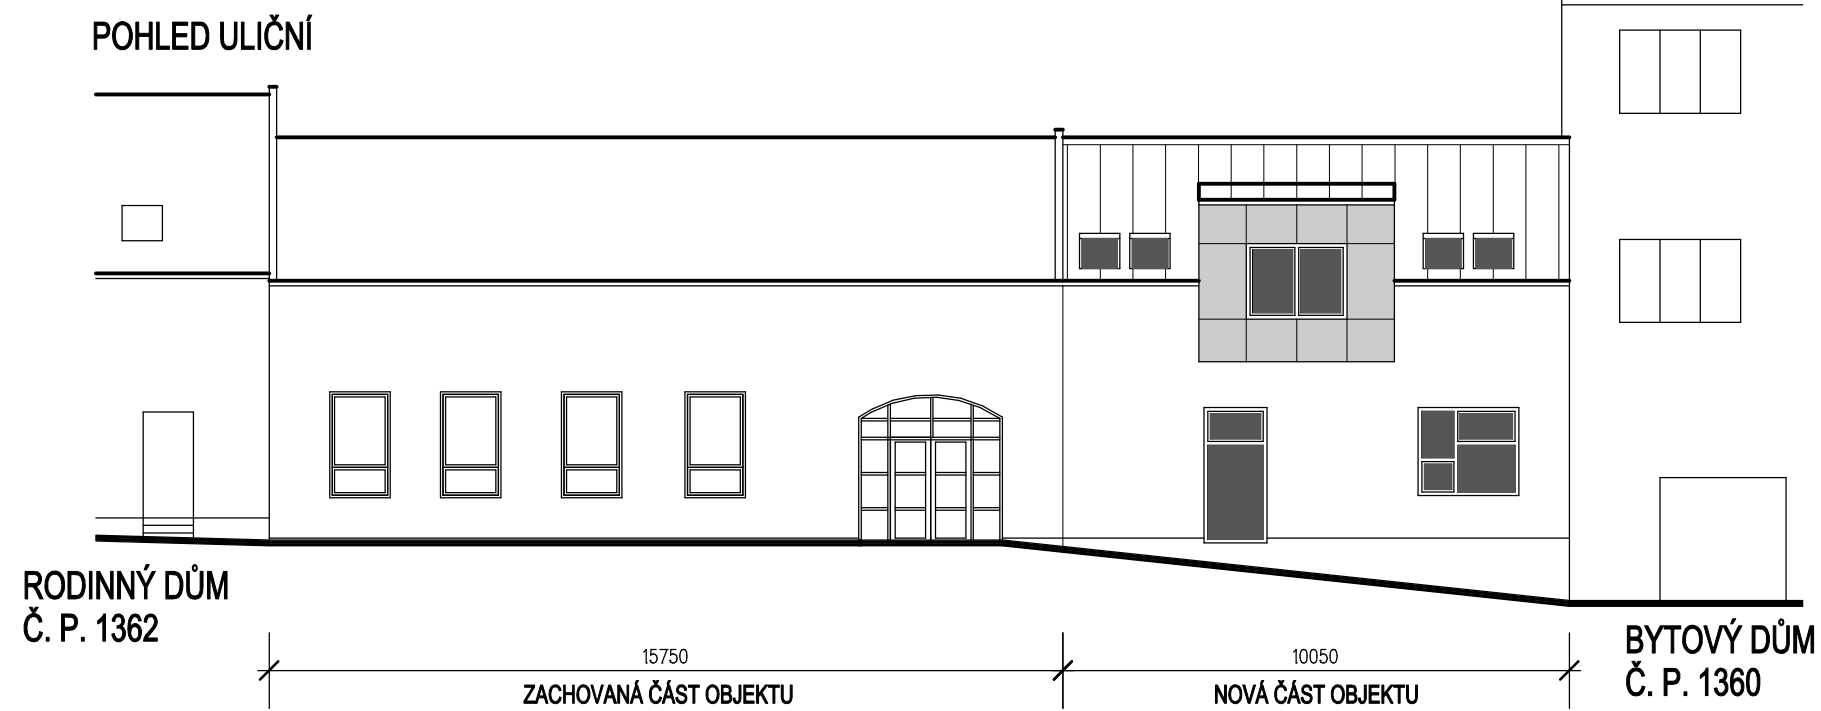 POHLED ULIČNÍ
RODINNÝ DŮM
Č. P. 1362
15750
ZACHOVANÁ ČÁST OBJEKTU
10050
NOVÁ ČÁST OBJEKTU
BYTOVÝ DŮM
Č. P. 1360